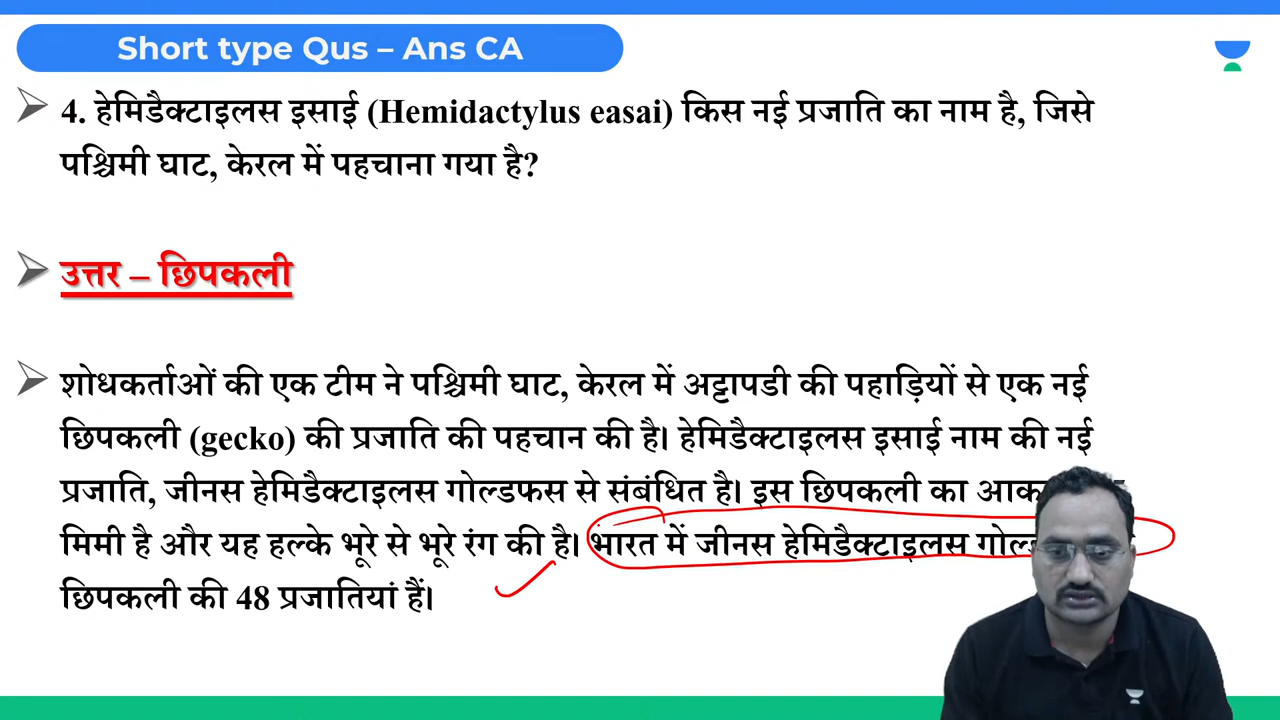 Short type Qus – Ans CA
4. हेमिडैक्टाइलस इसाई (Hemidactylus easai) किस नई प्रजाति का नाम है, जिसे
पश्चिमी घाट, केरल में पहचाना गया है?
उत्तर – छिपकली
शोधकर्ताओं की एक टीम ने पश्चिमी घाट, केरल में अट्टापडी की पहाड़ियों से एक नई
छिपकली (gecko) की प्रजाति की पहचान की है। हेमिडैक्टाइलस इसाई नाम की नई
प्रजाति, जीनस हेमिडैक्टाइलस गोल्डफस से संबंधित है। इस छिपकली का
मिमी है और यह हल्के भूरे से भूरे रंग की है। भारत में जीनस हेमिडैक्टाइलस
छिपकली की 48 प्रजातियां हैं।